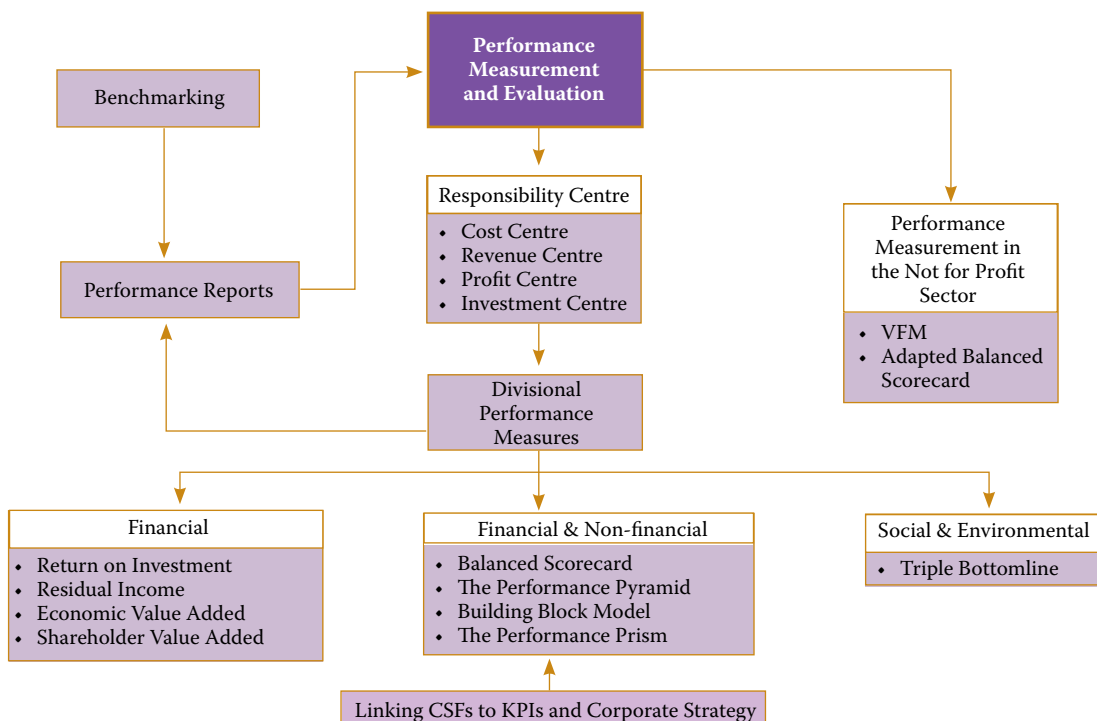 Performance
Measurement
and Evaluation
Benchmarking
Responsibility Centre
• Cost Centre
• Revenue Centre
• Profit Centre
• Investment Centre
Performance
Measurement in
the Not for Profit
Sector
• VFM
• Adapted Balanced
Scorecard
Performance Reports
Divisional
Performance
Measures
Financial
• Return on Investment
• Residual Income
• Economic Value Added
• Shareholder Value Added
Financial & Non-financial
• Balanced Scorecard
• The Performance Pyramid
• Building Block Model
• The Performance Prism
Social & Environmental
• Triple Bottomline
Linking CSFs to KPIs and Corporate Strategy